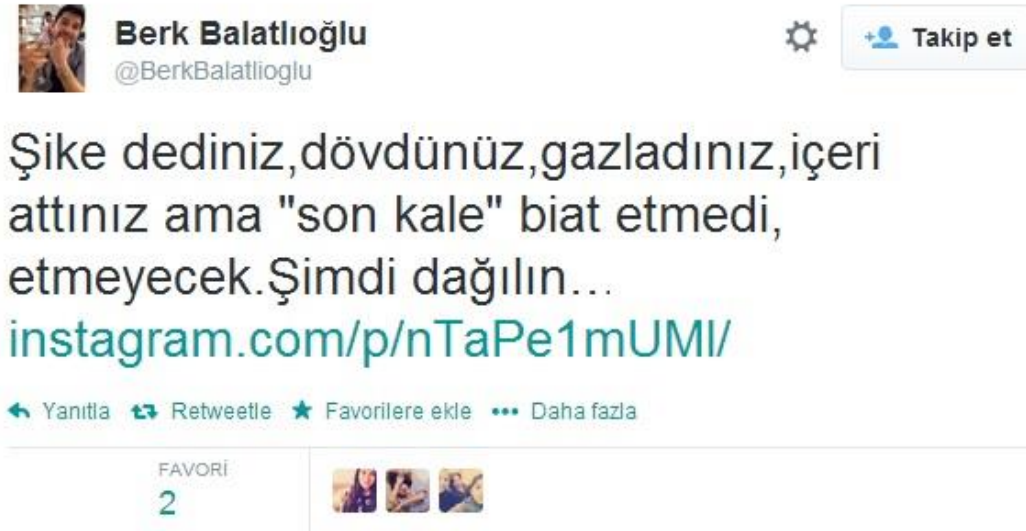 Berk Balatlıoğlu
@BerkBalatlioglu
Takip et
Şike dediniz,dövdünüz,gazladınız,içeri
attınız ama "son kale" biat etmedi,
etmeyecek.Şimdi dağılın…
instagram.com/p/nTaPe1mUMl/
Yanıtla Retweetle Favorilere ekle Daha fazla
FAVORİ
2